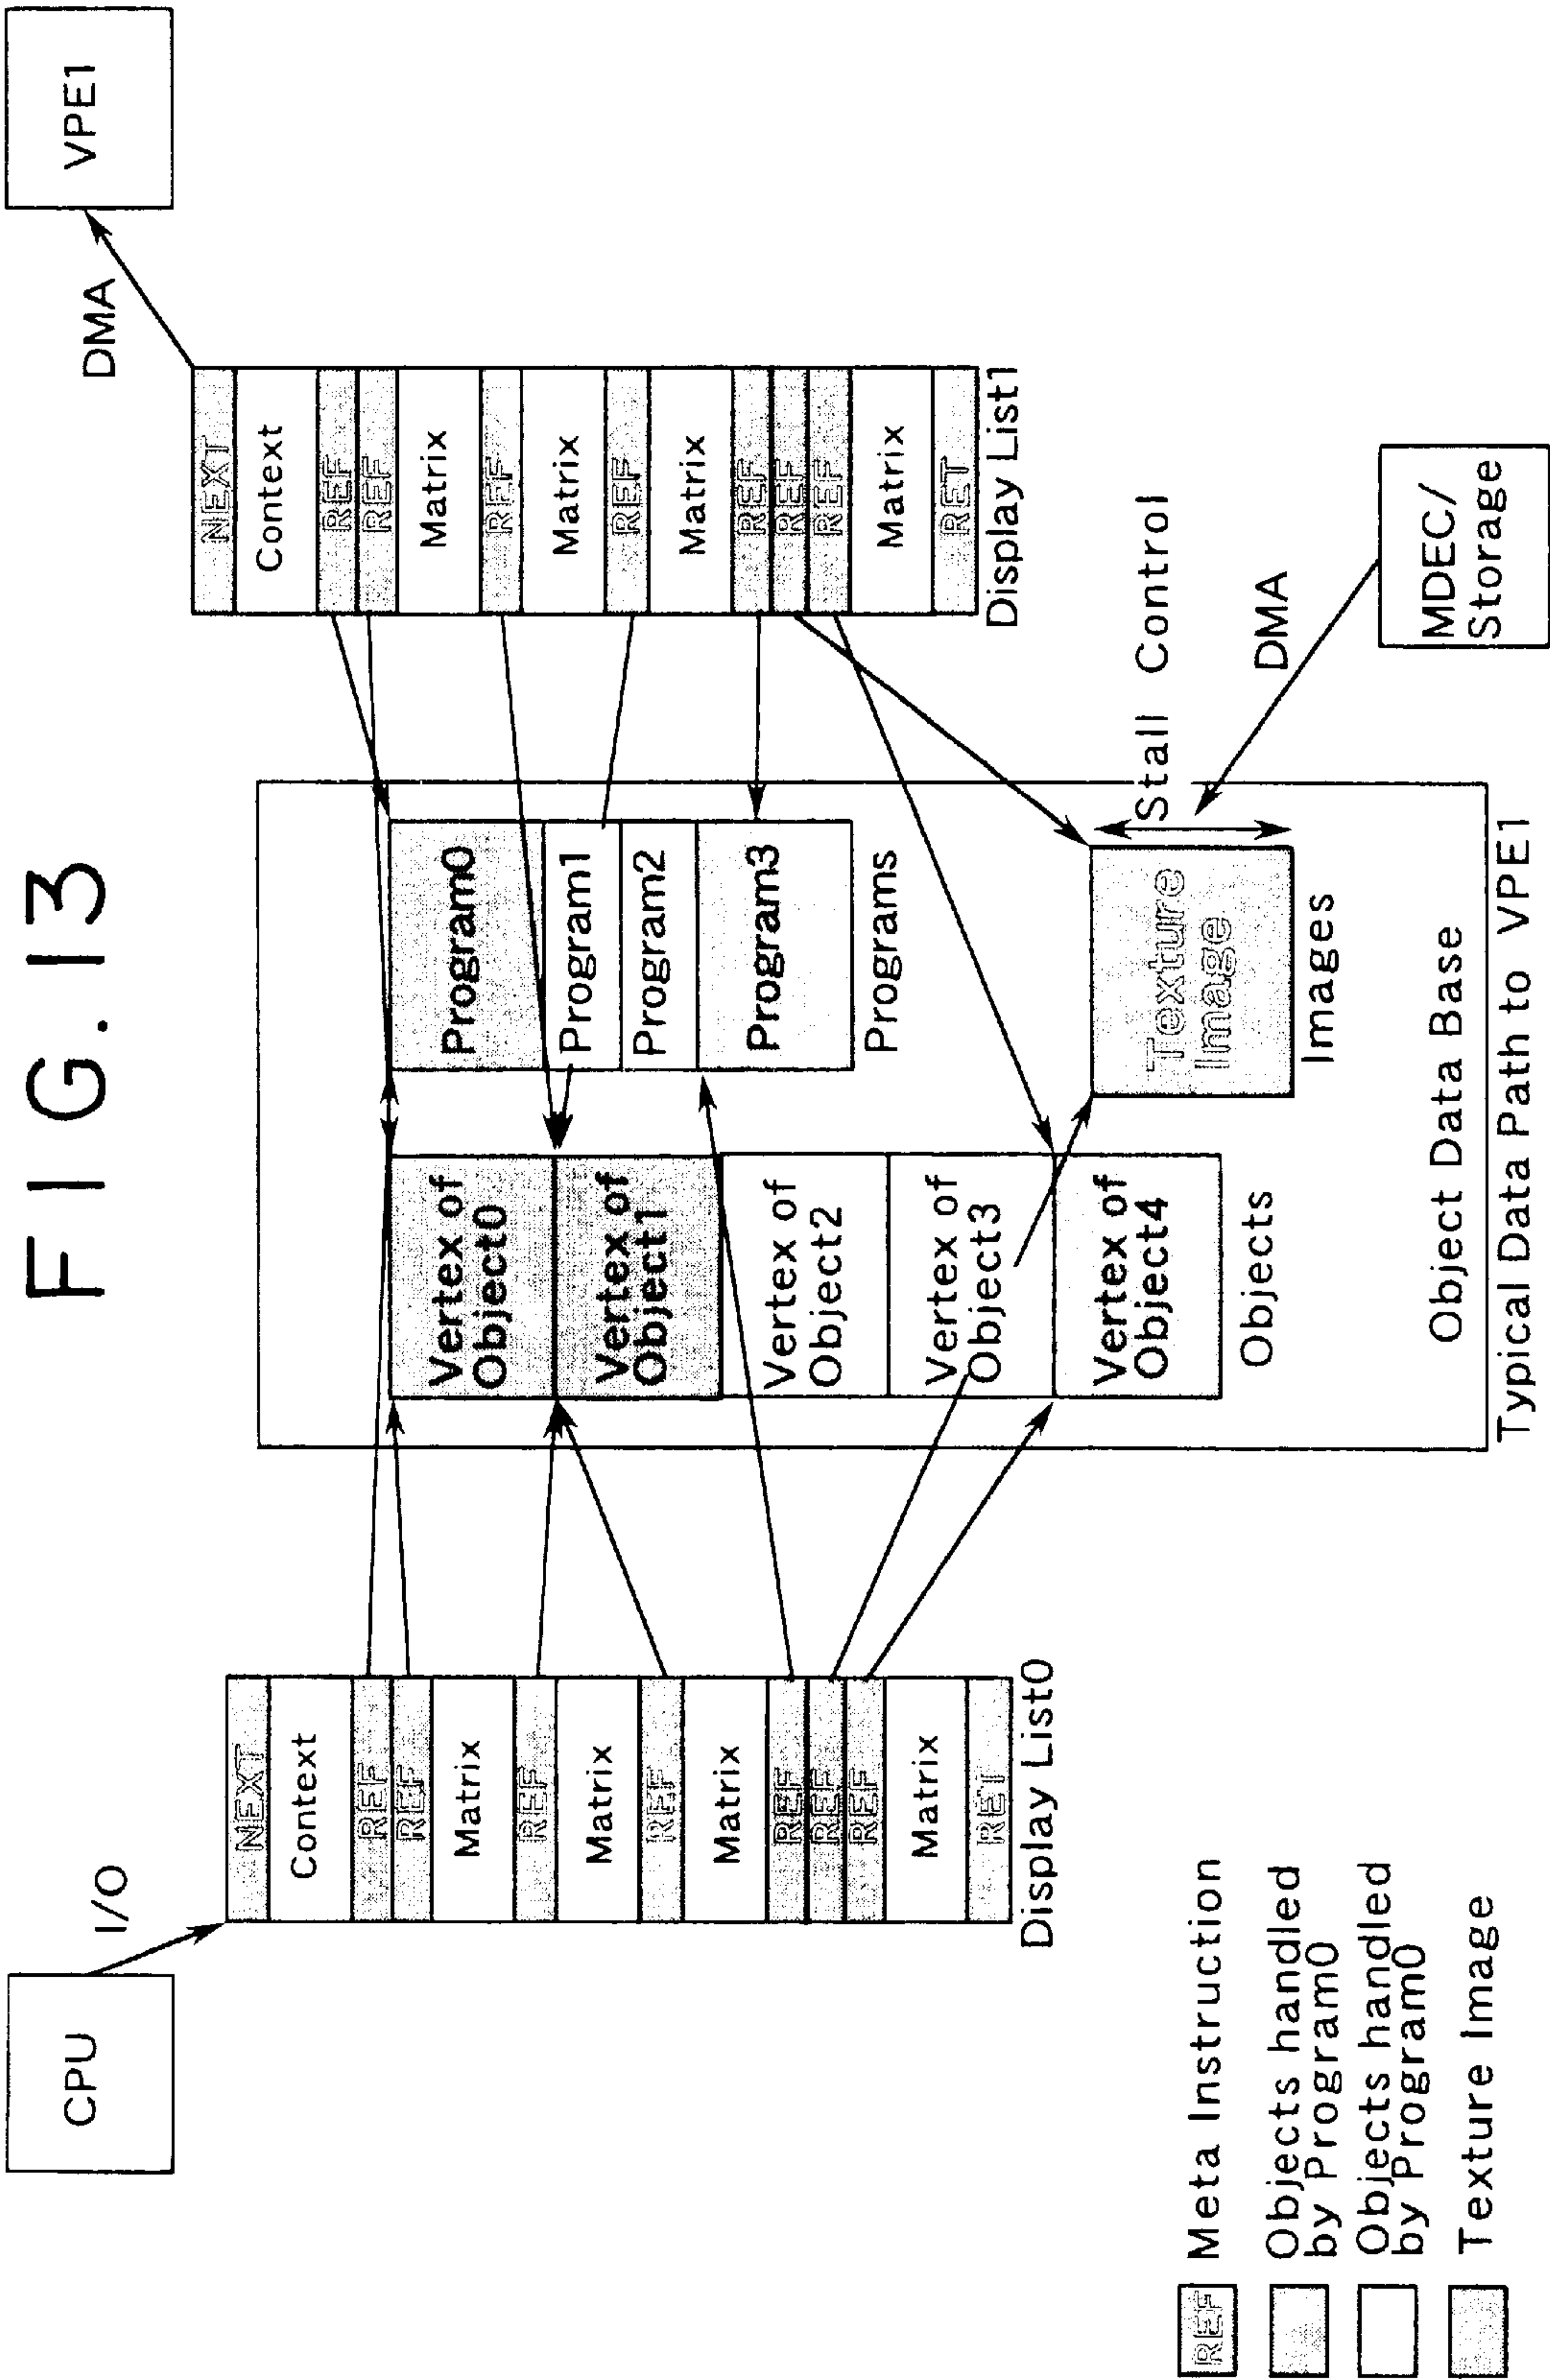 FIG.13
CPU
I/O
NEXT
Context
REF
REF
Matrix
REF
Matrix
REF
Matrix
REF
REF
REF
Matrix
RET
Display List0
Vertex of
Object0
Vertex of
Object1
Vertex of
Object2
Vertex of
Object3
Vertex of
Object4
Objects
Program0
Program1
Program2
Program3
Programs
Texture
Image
Images
Object Data Base
Typical Data Path to VPE1
VPE1
DMA
NEXT
Context
REF
REF
Matrix
REF
Matrix
REF
Matrix
REF
REF
REF
Matrix
RET
Display List1
Stall Control
DMA
MDEC/
Storage
REF Meta Instruction
Objects handled
by Program0
Objects handled
by Program0
Texture Image